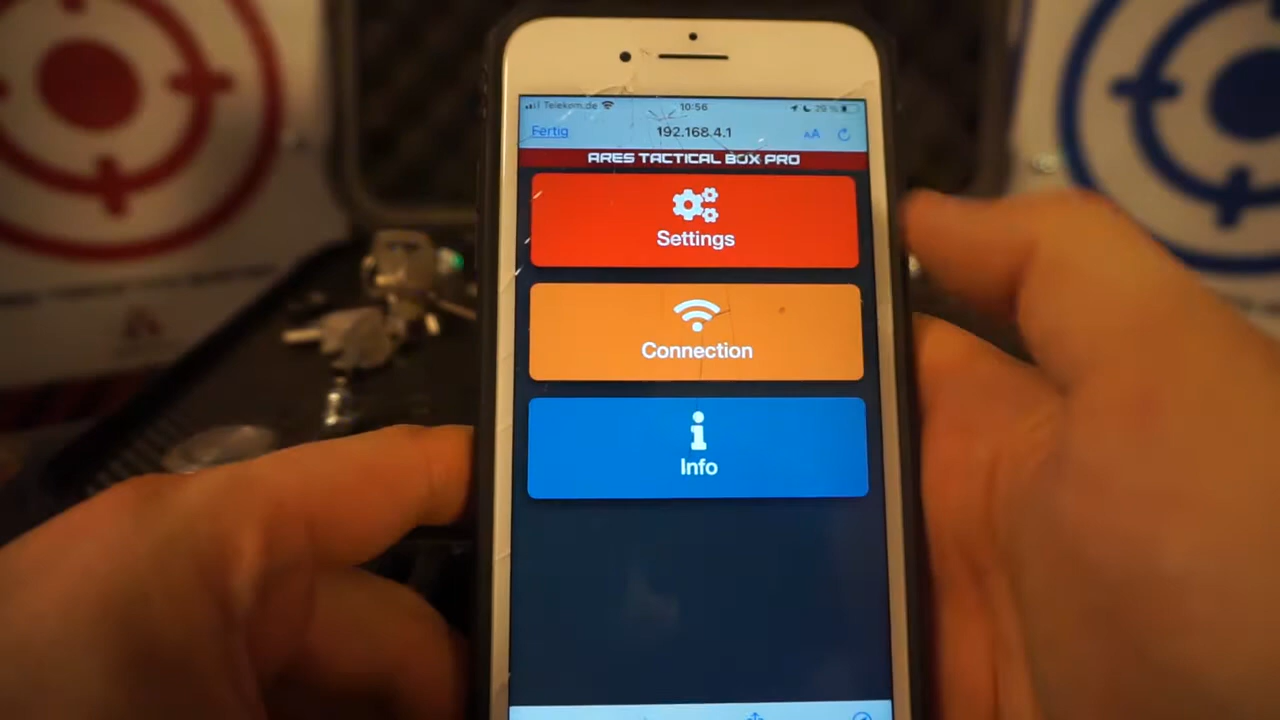 Telekom.de 10:56 29 %
Fertig 192.168.4.1 AA
ARES TACTICAL BOX PRO
Settings
Connection
Info